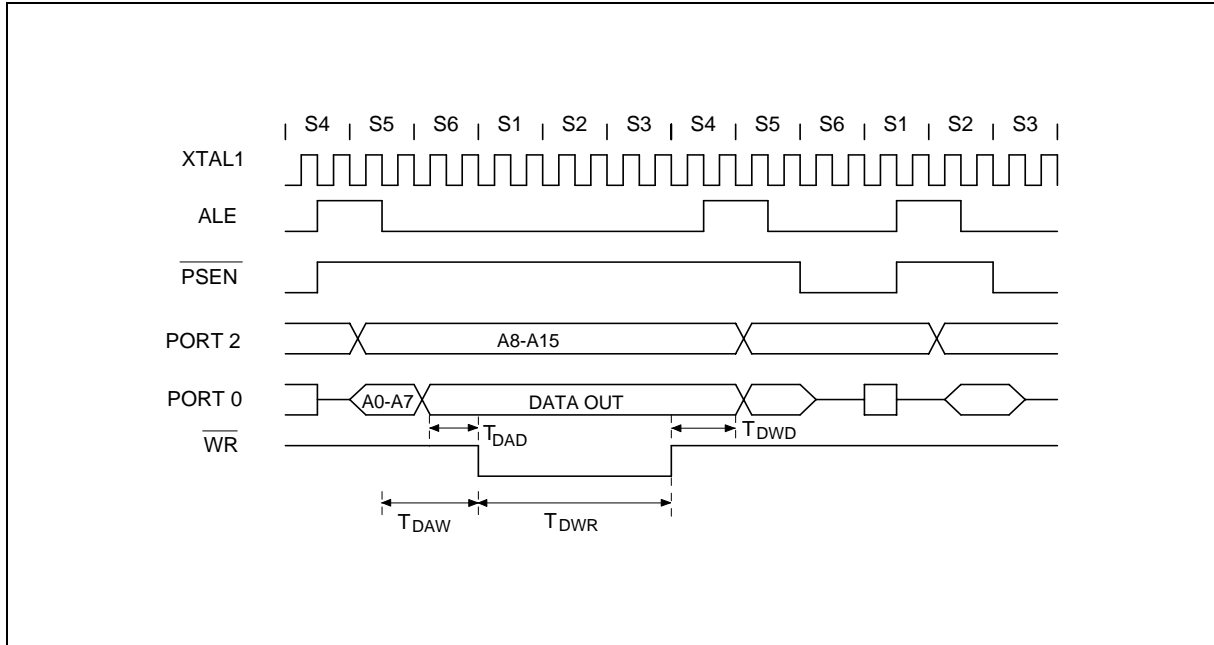 S4 S5 S6 S1 S2 S3 S4 S5 S6 S1 S2 S3
XTAL1
ALE
PSEN
PORT 2 A8-A15
PORT 0 A0-A7 DATA OUT
WR TDAD TDWD
TDAW TDWR